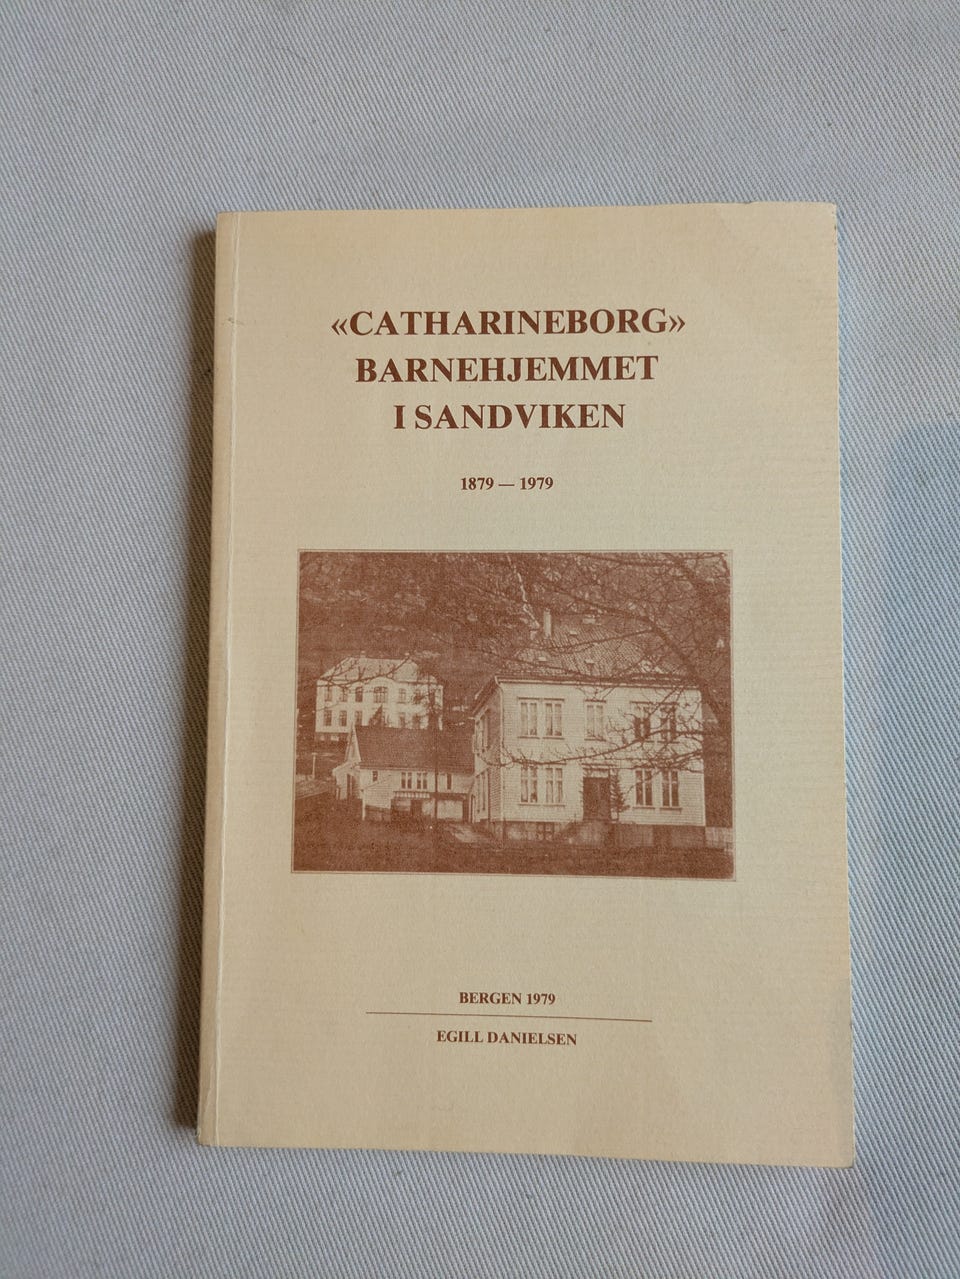 «CATHARINEBORG»
BARNEHJEMMET
I SANDVIKEN
1879 — 1979
BERGEN 1979
EGILL DANIELSEN